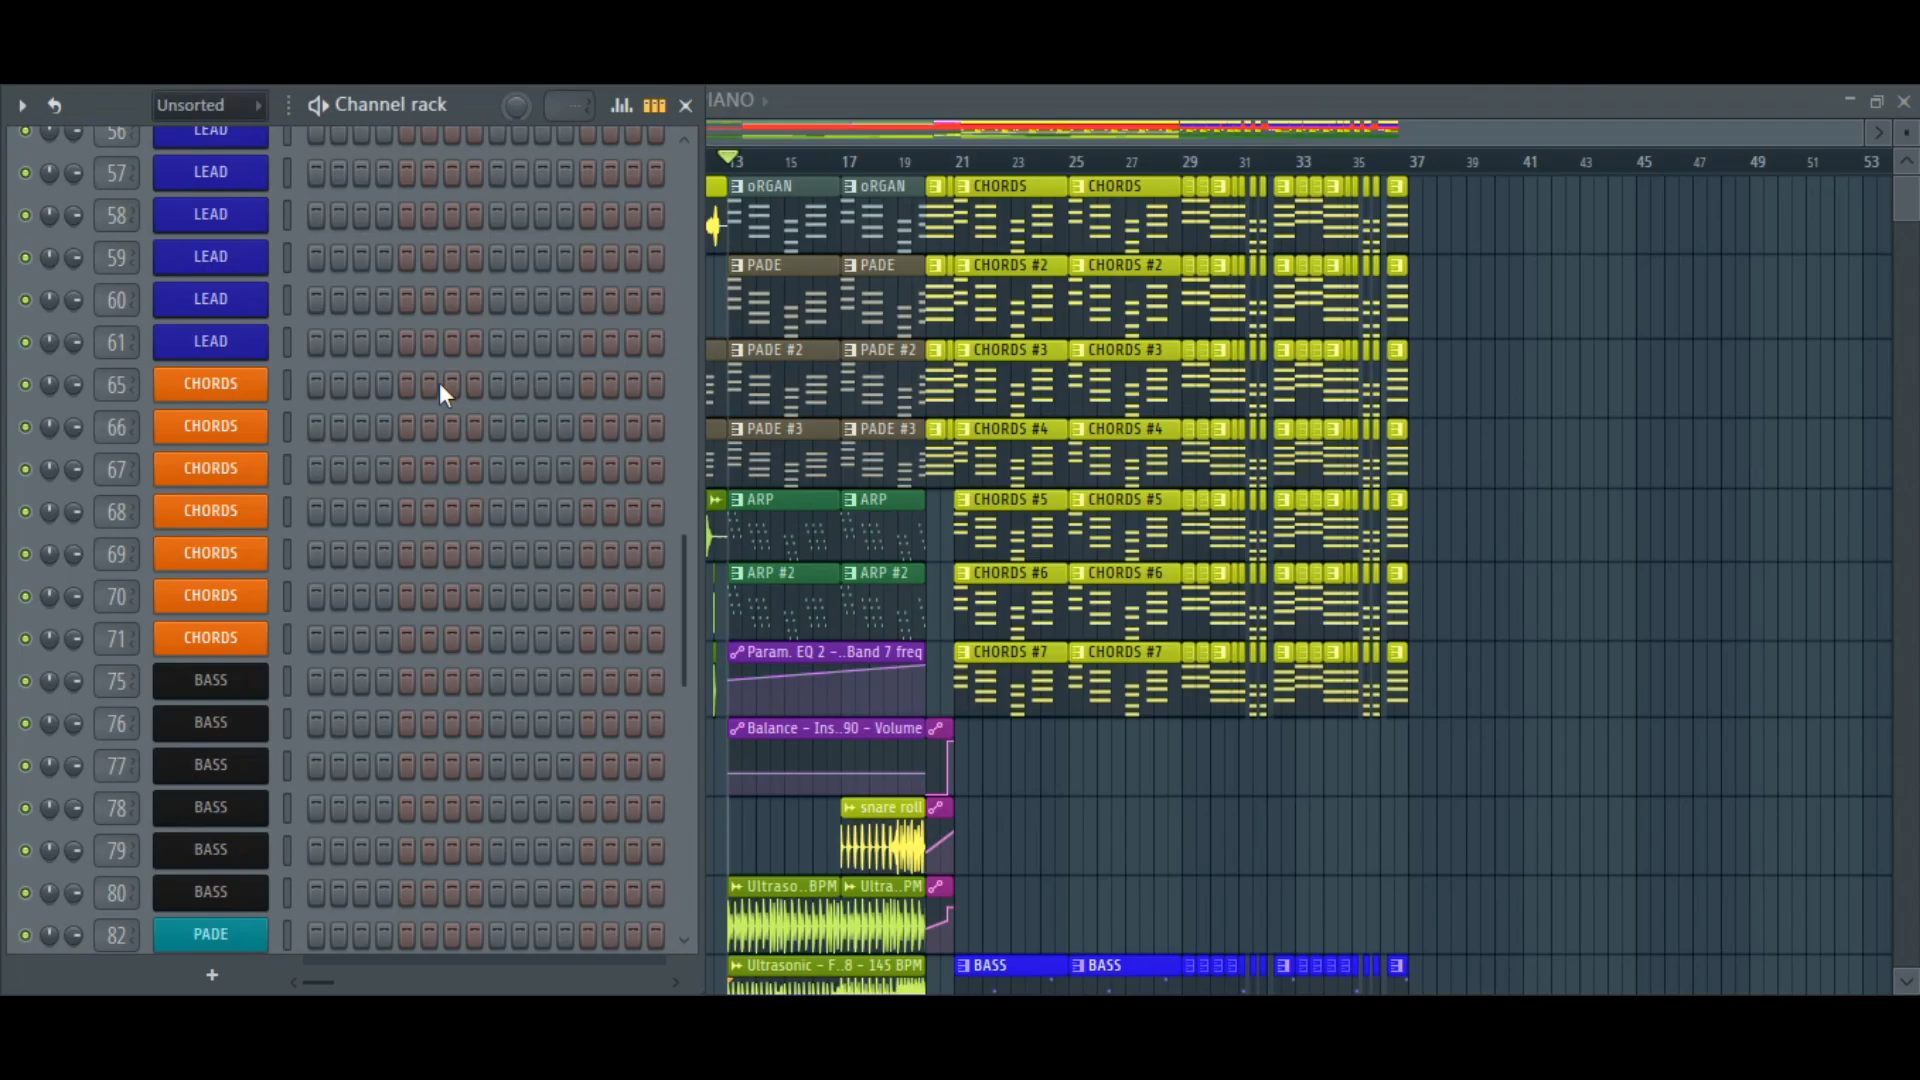 Unsorted
Channel rack
IANO
13 15 17 19 21 23 25 27 29 31 33 35 37 39 41 43 45 47 49 51 53
56 LEAD
57 LEAD
58 LEAD
59 LEAD
60 LEAD
61 LEAD
65 CHORDS
66 CHORDS
67 CHORDS
68 CHORDS
69 CHORDS
70 CHORDS
71 CHORDS
75 BASS
76 BASS
77 BASS
78 BASS
79 BASS
80 BASS
82 PADE
+
oRGAN oRGAN CHORDS CHORDS
PADE PADE CHORDS #2 CHORDS #2
PADE #2 PADE #2 CHORDS #3 CHORDS #3
PADE #3 PADE #3 CHORDS #4 CHORDS #4
ARP ARP CHORDS #5 CHORDS #5
ARP #2 ARP #2 CHORDS #6 CHORDS #6
Param. EQ 2 -..Band 7 freq CHORDS #7 CHORDS #7
Balance - Ins..90 - Volume
snare roll
Ultraso..BPM Ultra..PM
Ultrasonic - F..8 - 145 BPM BASS BASS